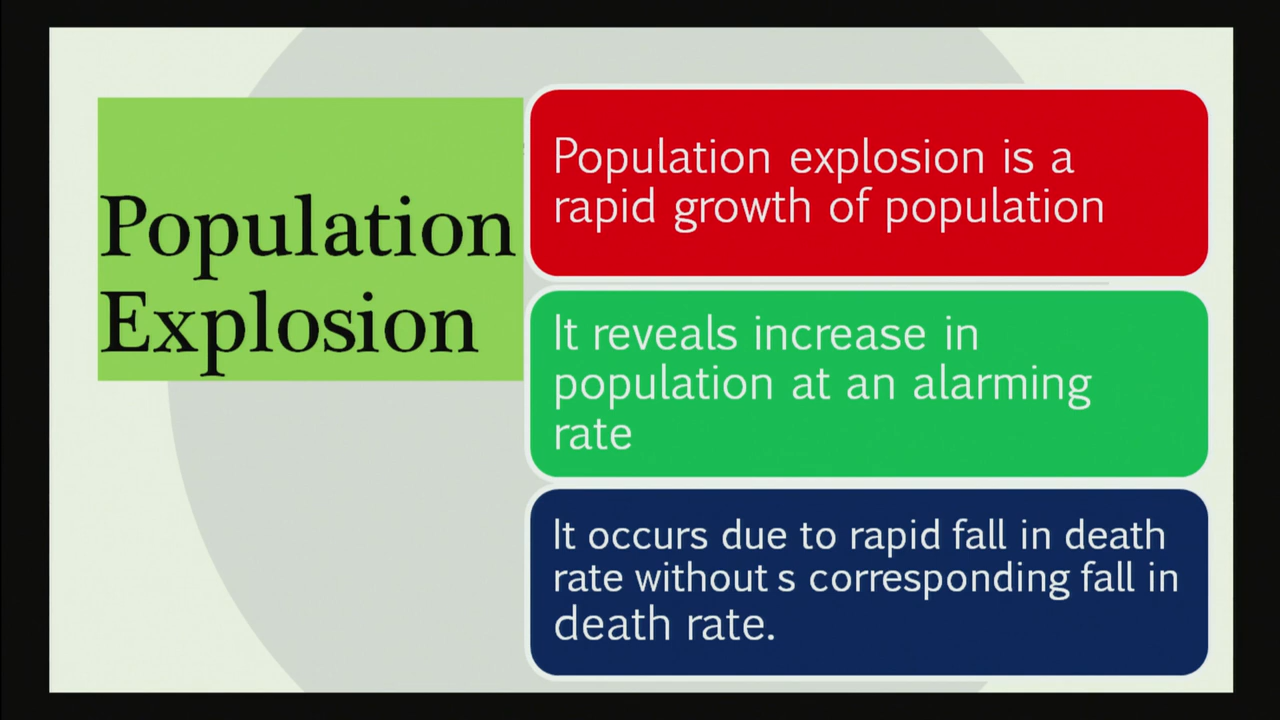 Population
Explosion
Population explosion is a
rapid growth of population
It reveals increase in
population at an alarming
rate
It occurs due to rapid fall in death
rate without s corresponding fall in
death rate.